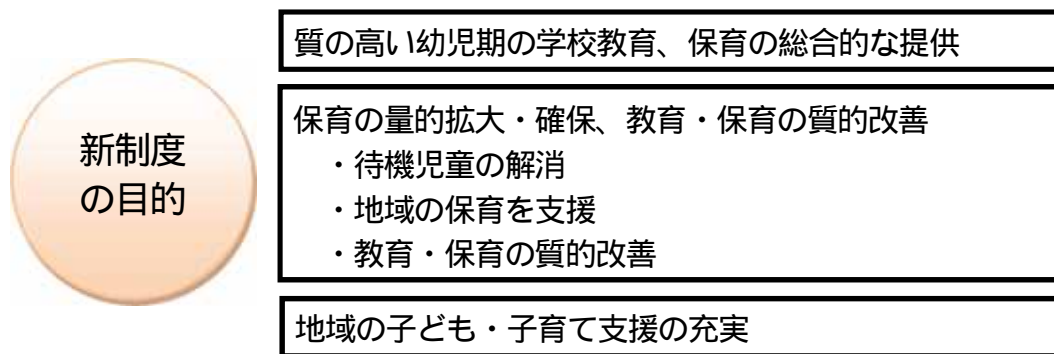 新制度
の目的
質の高い幼児期の学校教育、保育の総合的な提供
保育の量的拡大・確保、教育・保育の質的改善
・待機児童の解消
・地域の保育を支援
・教育・保育の質的改善
地域の子ども・子育て支援の充実